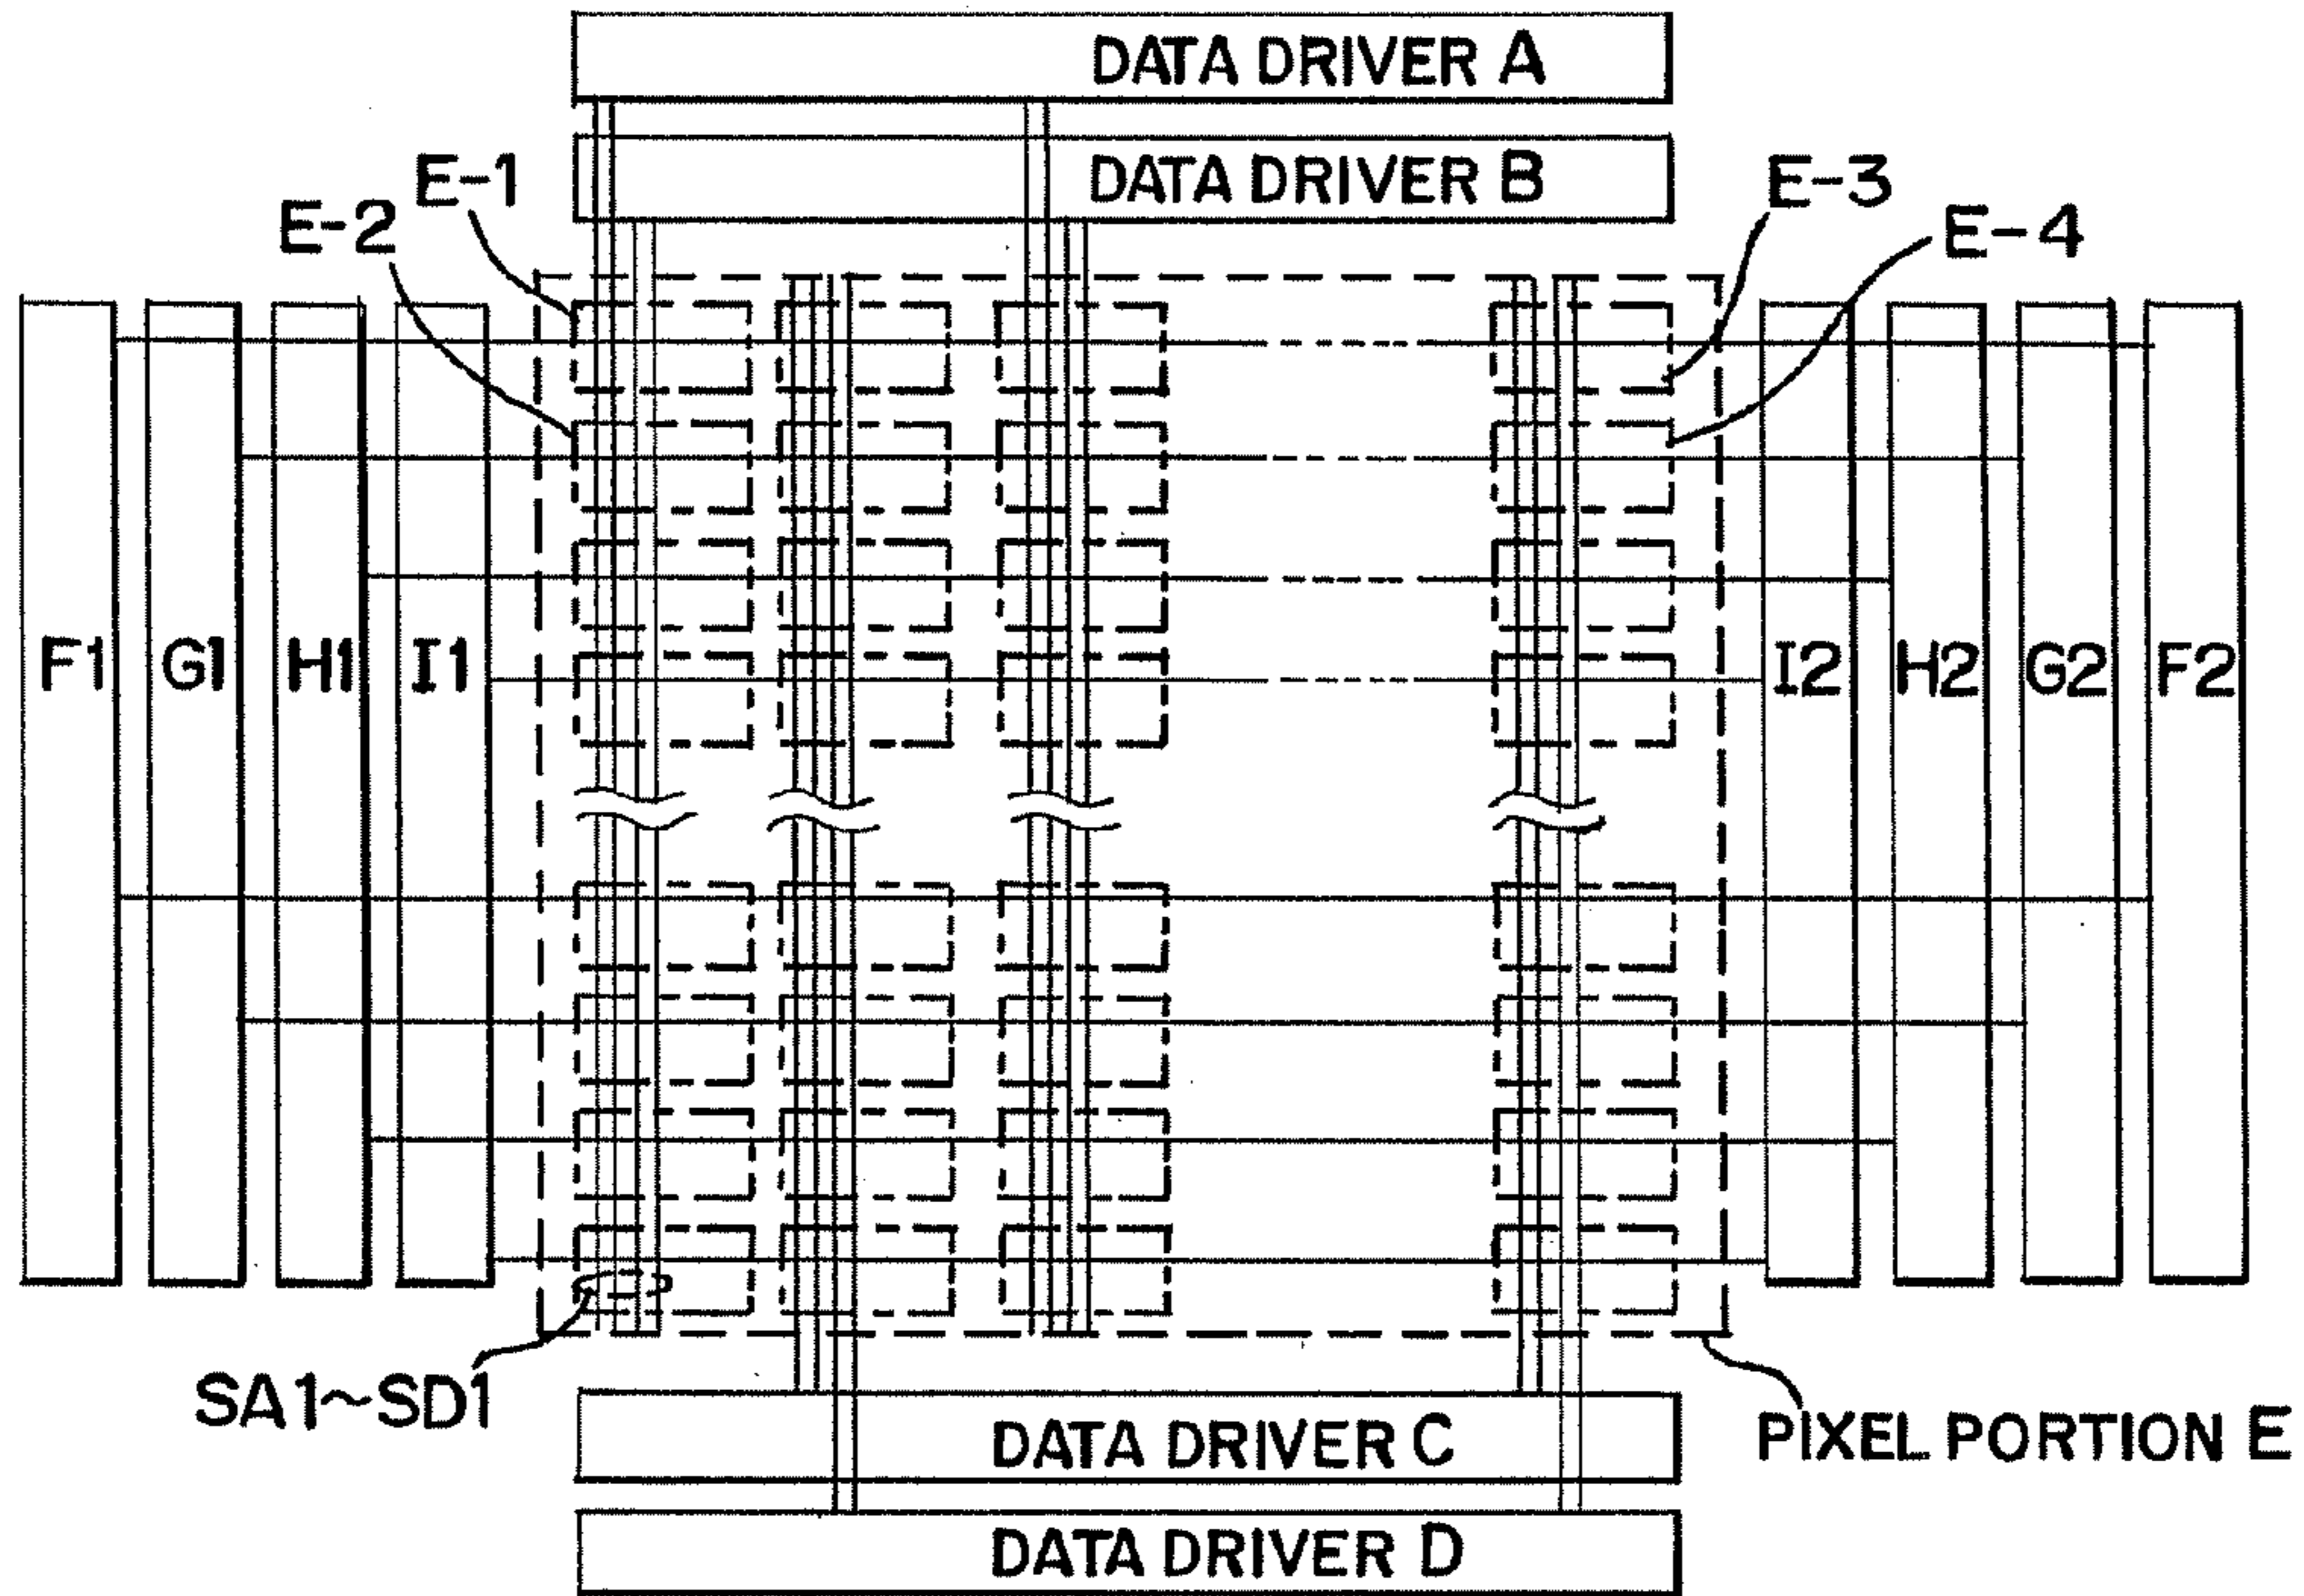 DATA DRIVER A
DATA DRIVER B
E-1
E-2
E-3
E-4
F1 G1 H1 I1 I2 H2 G2 F2
SA1~SD1
DATA DRIVER C
PIXEL PORTION E
DATA DRIVER D